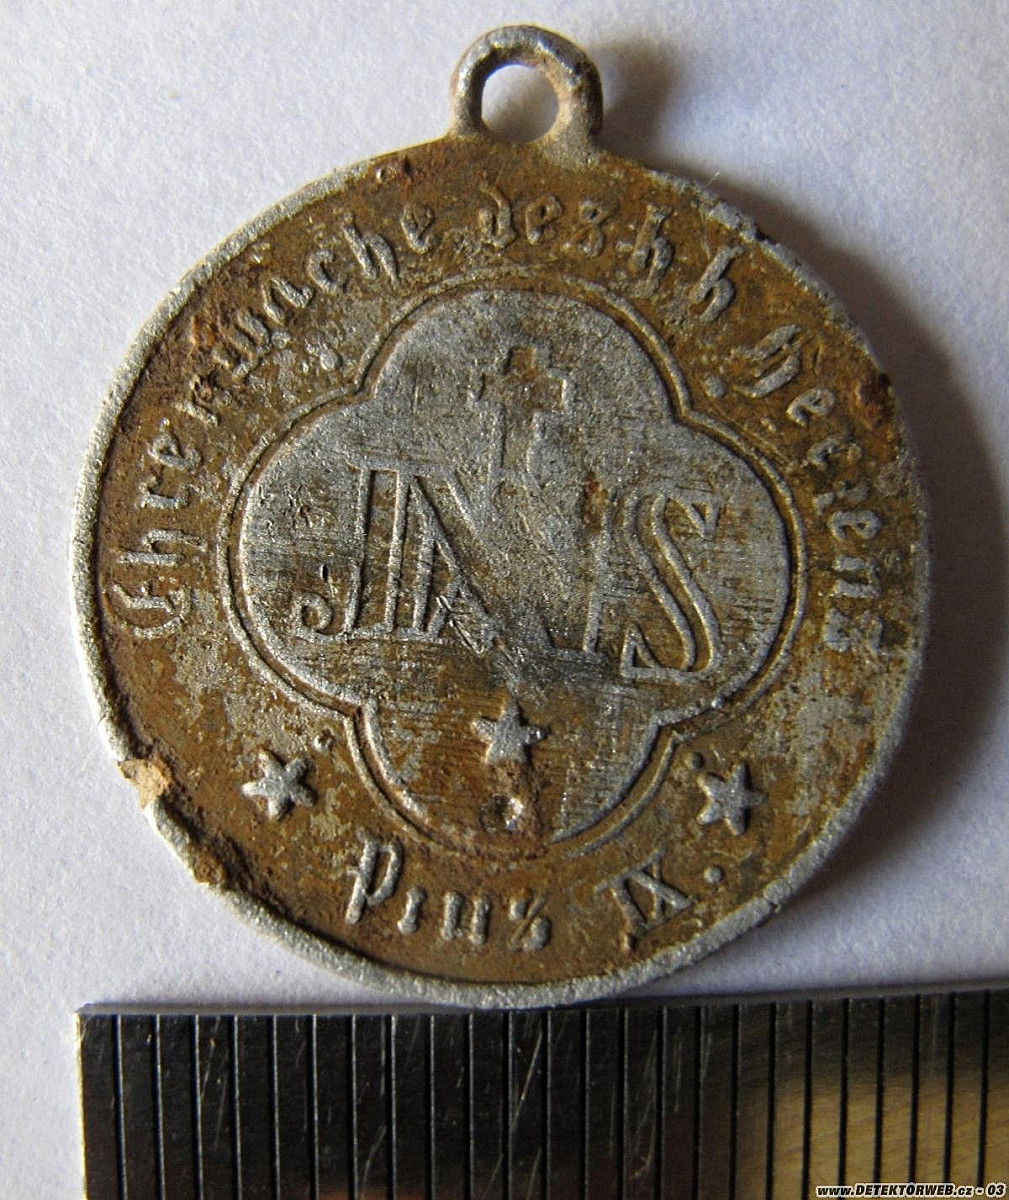 Ehrenwache des h h Herzens
IHS
Pius IX.
www.DETEKTORWEB.cz - 03